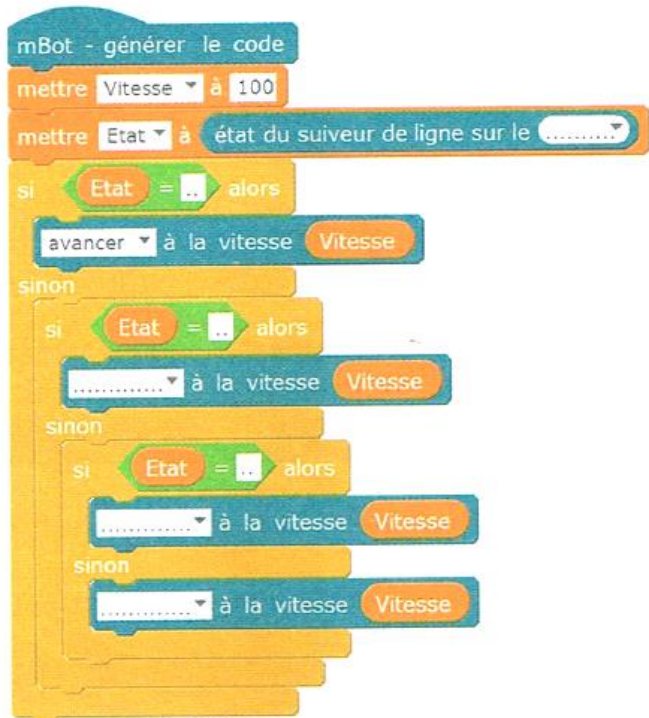 mBot - générer le code
mettre Vitesse à 100
mettre Etat à état du suiveur de ligne sur le ..........
si Etat = .. alors
avancer à la vitesse Vitesse
sinon
si Etat = .. alors
............ à la vitesse Vitesse
sinon
si Etat = .. alors
............ à la vitesse Vitesse
sinon
............ à la vitesse Vitesse